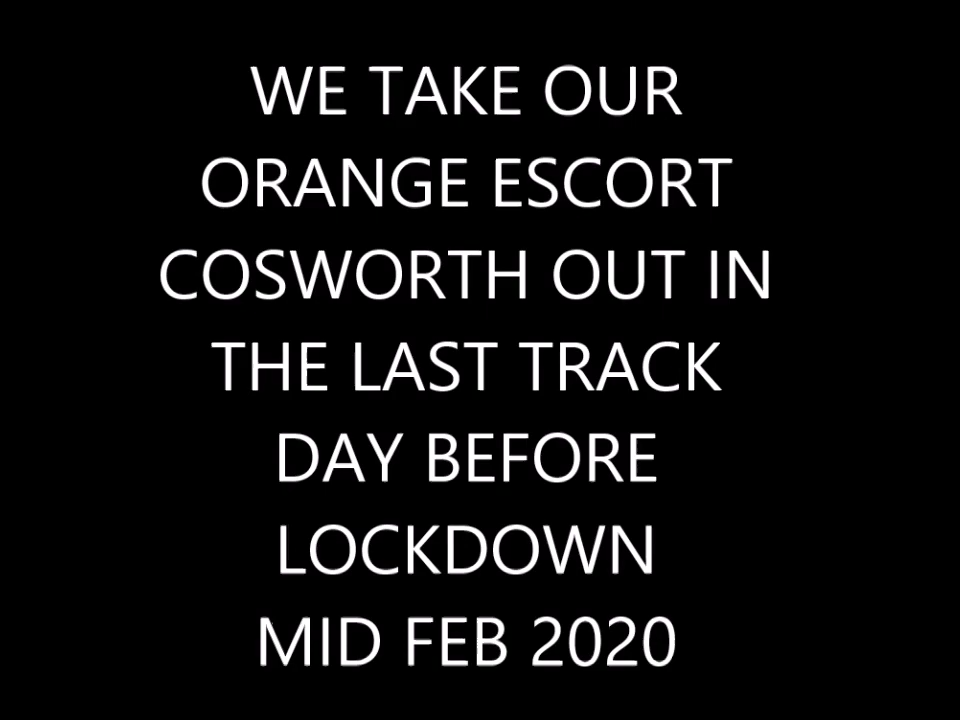 WE TAKE OUR
ORANGE ESCORT
COSWORTH OUT IN
THE LAST TRACK
DAY BEFORE
LOCKDOWN
MID FEB 2020